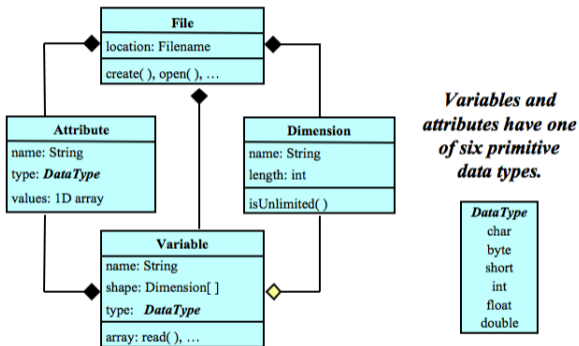 File
location: Filename
create( ), open( ), …
Attribute
name: String
type: DataType
values: 1D array
Dimension
name: String
length: int
isUnlimited( )
Variable
name: String
shape: Dimension[ ]
type: DataType
array: read( ), …
Variables and
attributes have one
of six primitive
data types.
DataType
char
byte
short
int
float
double